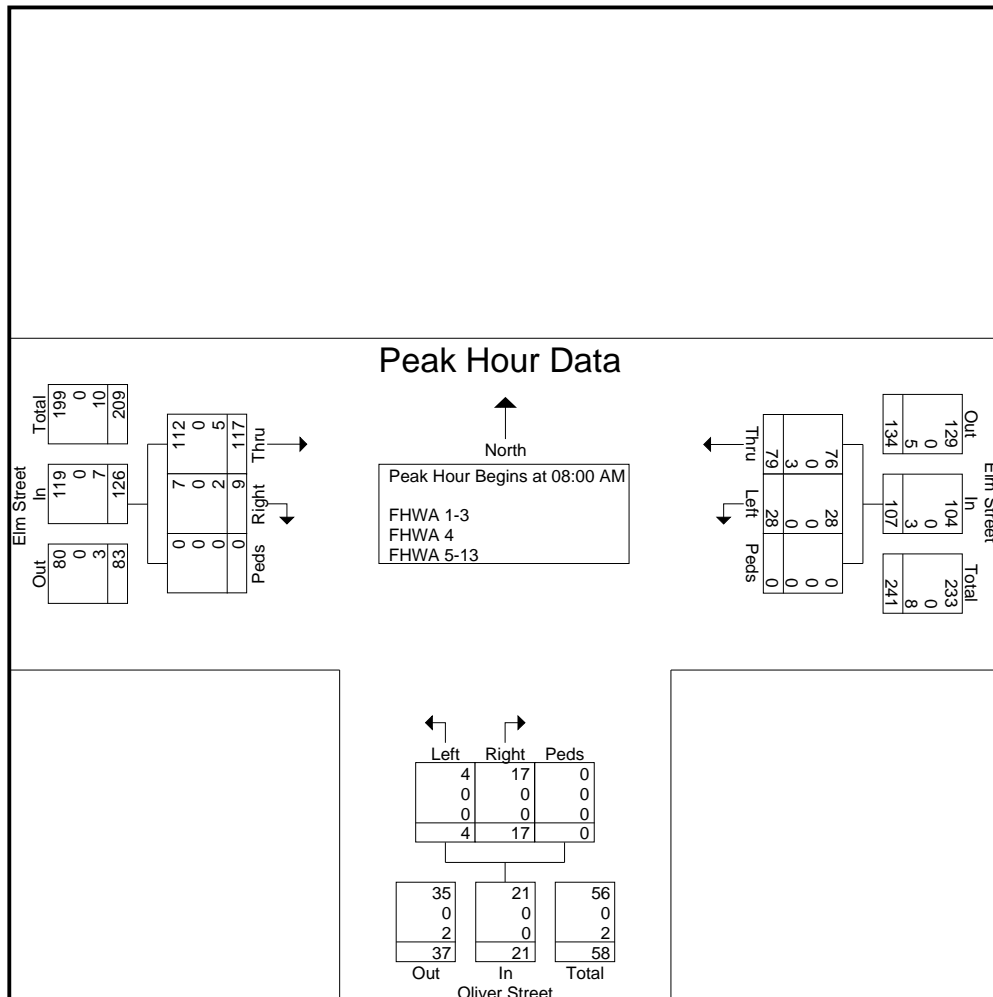 Peak Hour Data
North
Peak Hour Begins at 08:00 AM
FHWA 1-3
FHWA 4
FHWA 5-13
Elm Street
Total
199
0
10
209
In
119
0
7
126
Out
80
0
3
83
Thru
112
0
5
117
Right
7
0
2
9
Peds
0
0
0
0
Elm Street
Out
129
0
5
134
In
104
0
3
107
Total
233
0
8
241
Thru
76
0
3
79
Left
28
0
0
28
Peds
0
0
0
0
Left Right Peds
4 17 0
0 0 0
0 0 0
4 17 0
35 21 56
0 0 0
2 0 2
37 21 58
Out In Total
Oliver Street